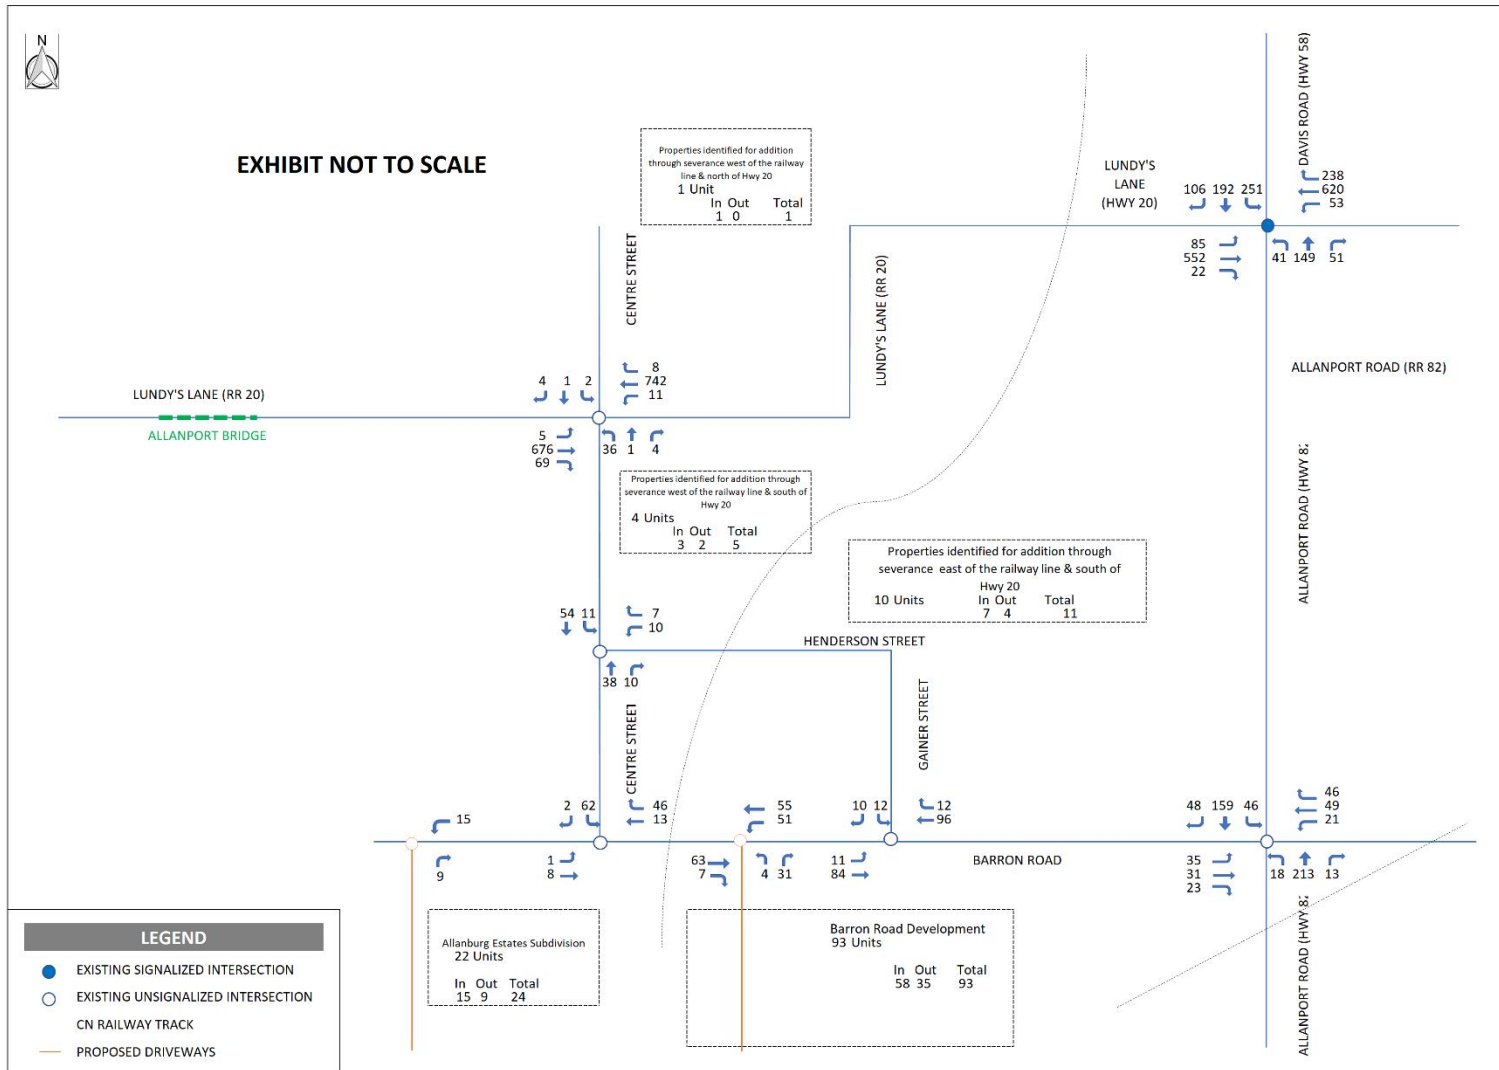 N
EXHIBIT NOT TO SCALE
Properties identified for addition
through severance west of the railway
line & north of Hwy 20
1 Unit
In Out Total
1 0 1
CENTRE STREET
LUNDY'S LANE (RR 20)
LUNDY'S
LANE
(HWY 20)
DAVIS ROAD (HWY 58)
106 192 251
238
620
53
85
552
22
41 149 51
ALLANPORT ROAD (RR 82)
LUNDY'S LANE (RR 20)
ALLANPORT BRIDGE
4 1 2
8
742
11
5
676
69
36 1 4
Properties identified for addition through
severance west of the railway line & south of
Hwy 20
4 Units
In Out Total
3 2 5
ALLANPORT ROAD (HWY 82
Properties identified for addition through
severance east of the railway line & south of
Hwy 20
10 Units In Out Total
7 4 11
54 11
7
10
HENDERSON STREET
38 10
CENTRE STREET
GAINER STREET
15
9
2 62
46
13
1
8
55
51
63
7
4 31
10 12
12
96
11
84
BARRON ROAD
48 159 46
46
49
21
35
31
23
18 213 13
ALLANPORT ROAD (HWY 82
Allanburg Estates Subdivision
22 Units
In Out Total
15 9 24
Barron Road Development
93 Units
In Out Total
58 35 93
LEGEND
EXISTING SIGNALIZED INTERSECTION
EXISTING UNSIGNALIZED INTERSECTION
CN RAILWAY TRACK
PROPOSED DRIVEWAYS